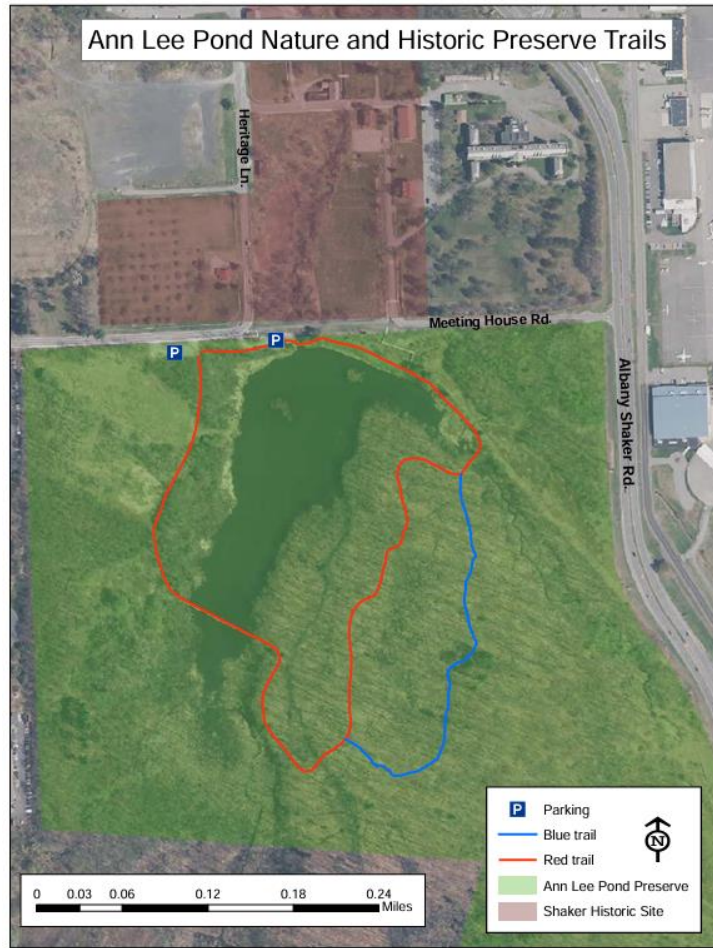 Ann Lee Pond Nature and Historic Preserve Trails
Heritage Ln.
Meeting House Rd.
P
P
Albany Shaker Rd.
P Parking
Blue trail
Red trail
N
Ann Lee Pond Preserve
Shaker Historic Site
0 0.03 0.06 0.12 0.18 0.24
Miles